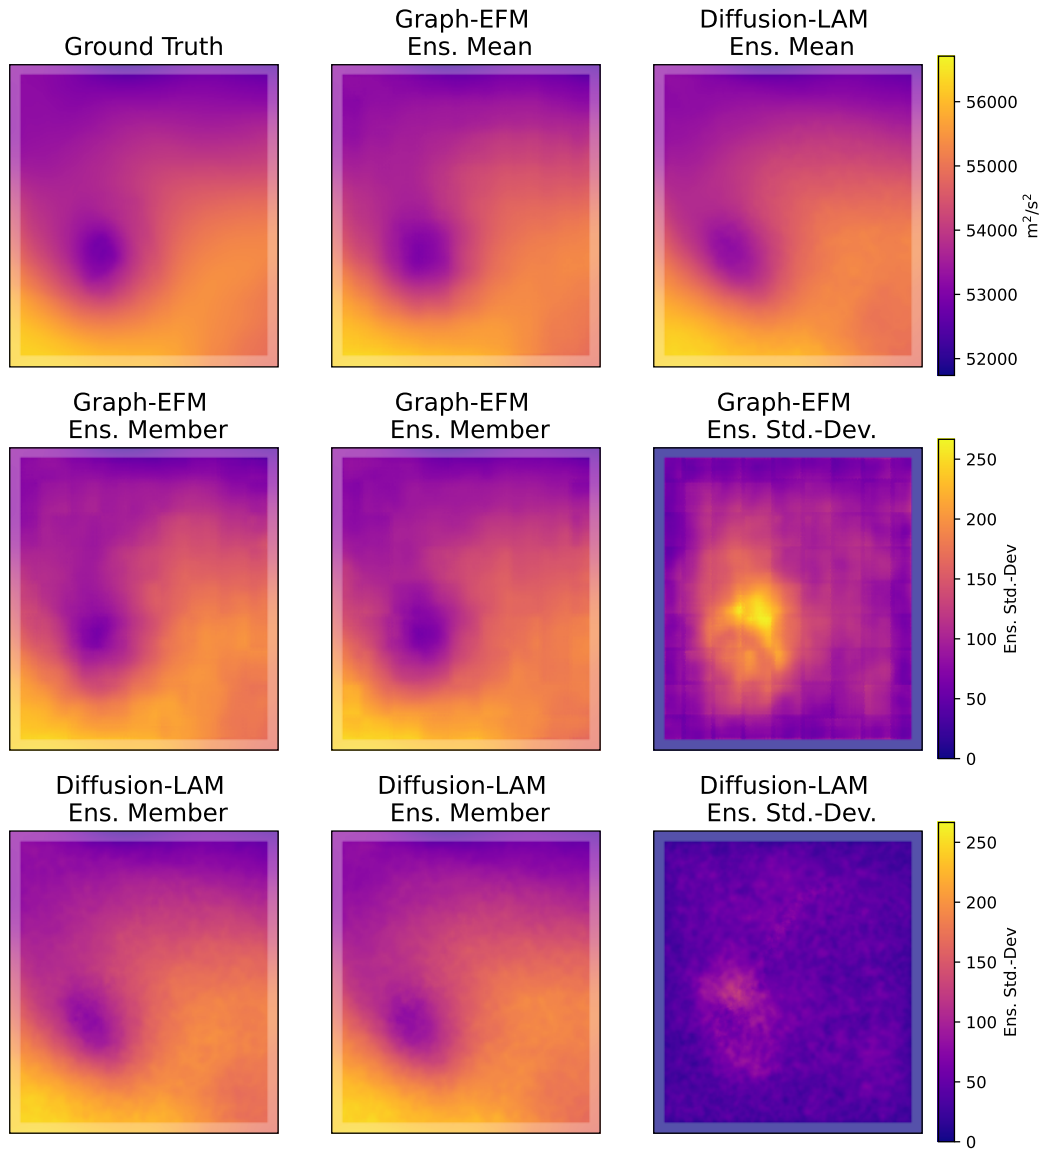 Ground Truth
Graph-EFM
Ens. Mean
Diffusion-LAM
Ens. Mean
56000
55000
54000
53000
52000
m²/s²
Graph-EFM
Ens. Member
Graph-EFM
Ens. Member
Graph-EFM
Ens. Std.-Dev.
250
200
150
100
50
0
Ens. Std.-Dev
Diffusion-LAM
Ens. Member
Diffusion-LAM
Ens. Member
Diffusion-LAM
Ens. Std.-Dev.
250
200
150
100
50
0
Ens. Std.-Dev